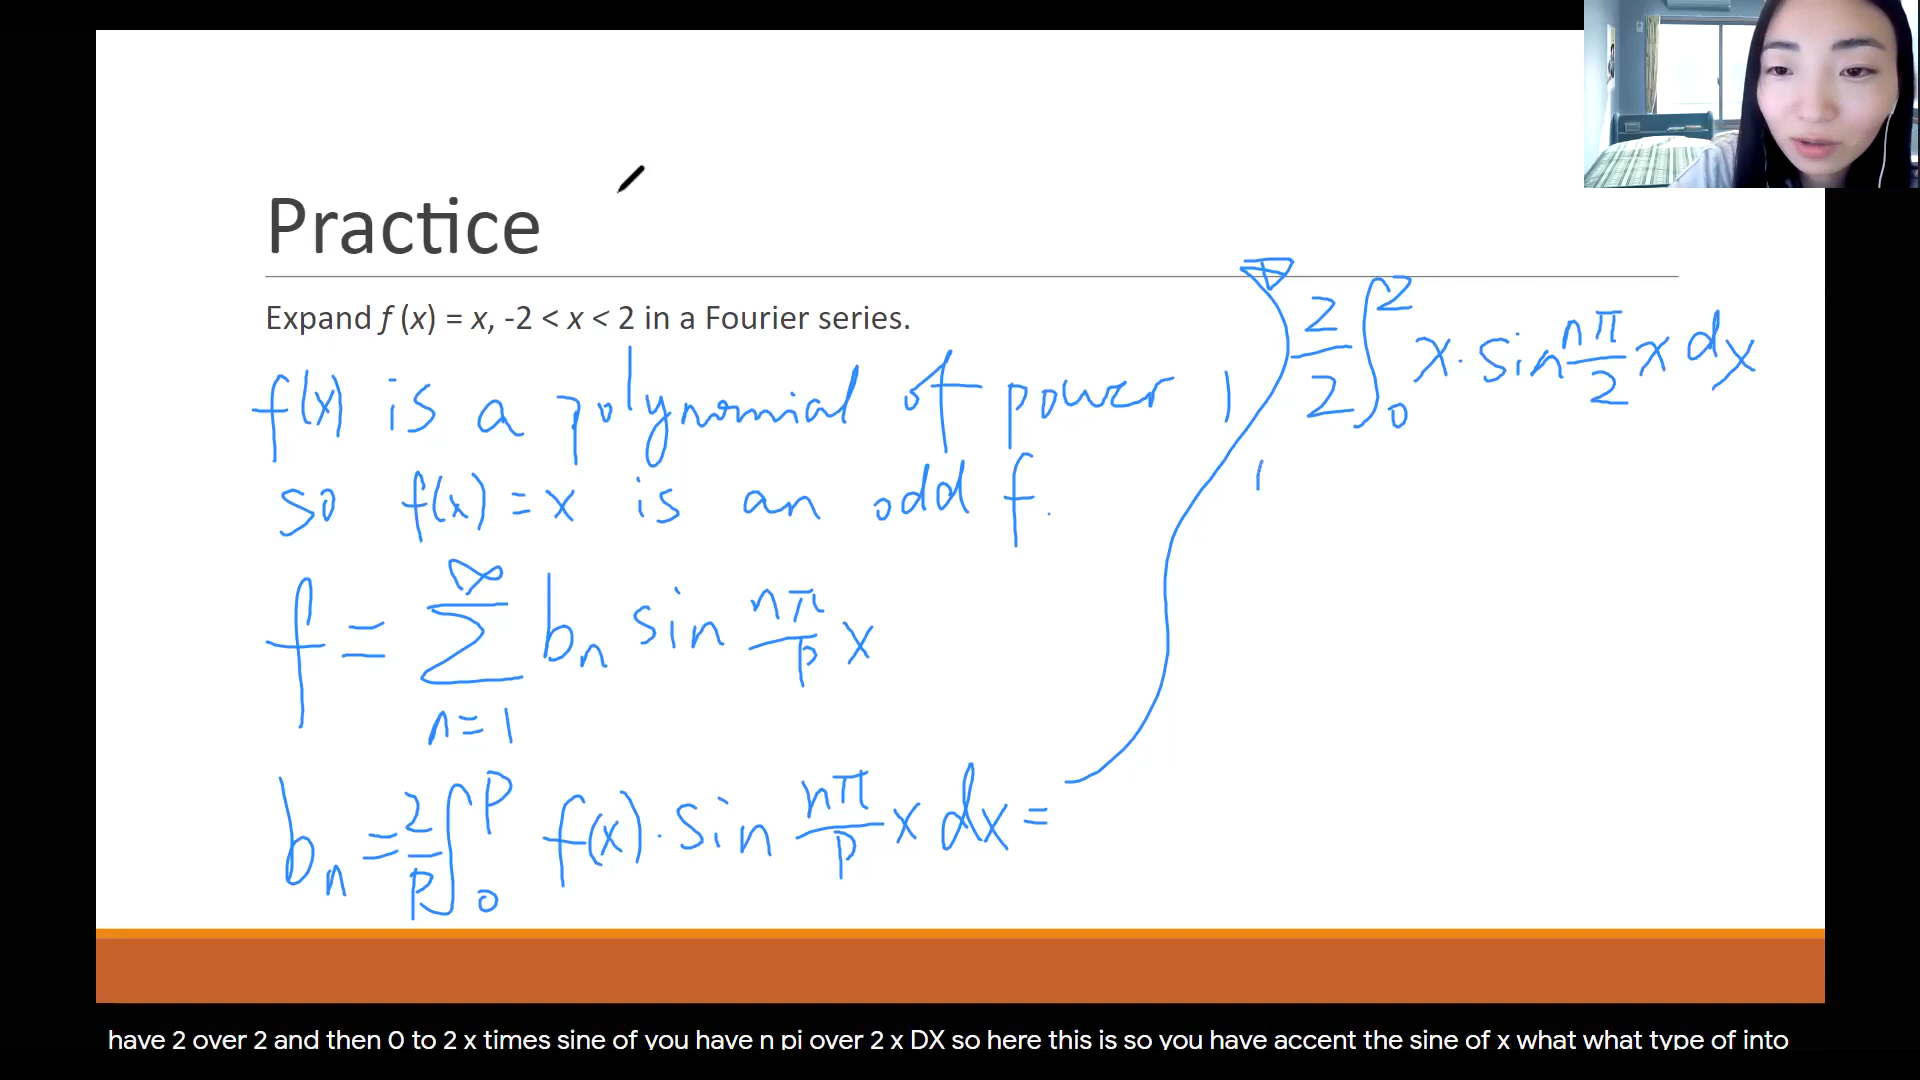 Practice
Expand f (x) = x, -2 < x < 2 in a Fourier series.
f(x) is a polynomial of power 1
so f(x) = x is an odd f.
f = ∑_{n=1}^{∞} b_n sin nπ/p x
b_n = 2/p ∫_0^p f(x) · sin nπ/p x dx =
2/2 ∫_0^2 x · sin nπ/2 x dx
have 2 over 2 and then 0 to 2 x times sine of you have n pi over 2 x DX so here this is so you have accent the sine of x what what type of into